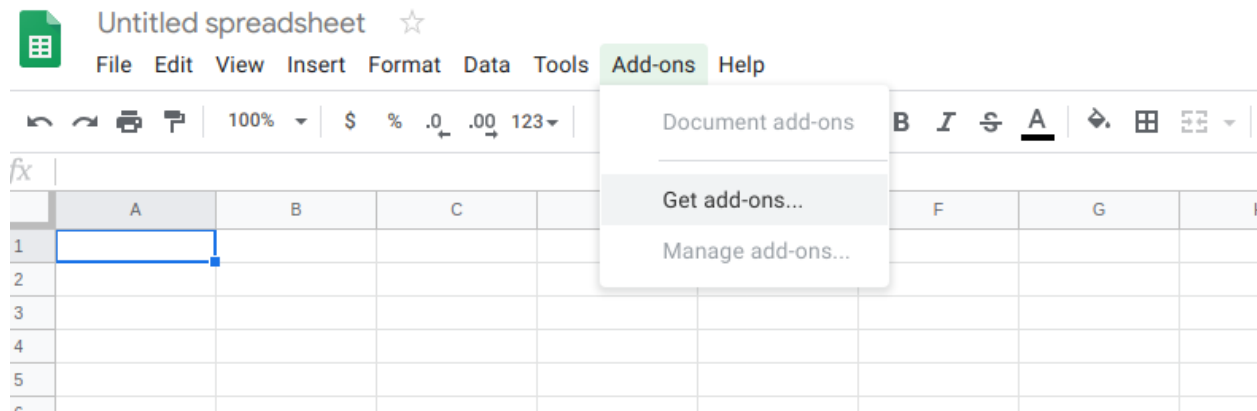 Untitled spreadsheet
File Edit View Insert Format Data Tools Add-ons Help
100% $ % .0 .00 123 B I S A
Document add-ons
fx
Get add-ons...
A B C F G
Manage add-ons...
1
2
3
4
5